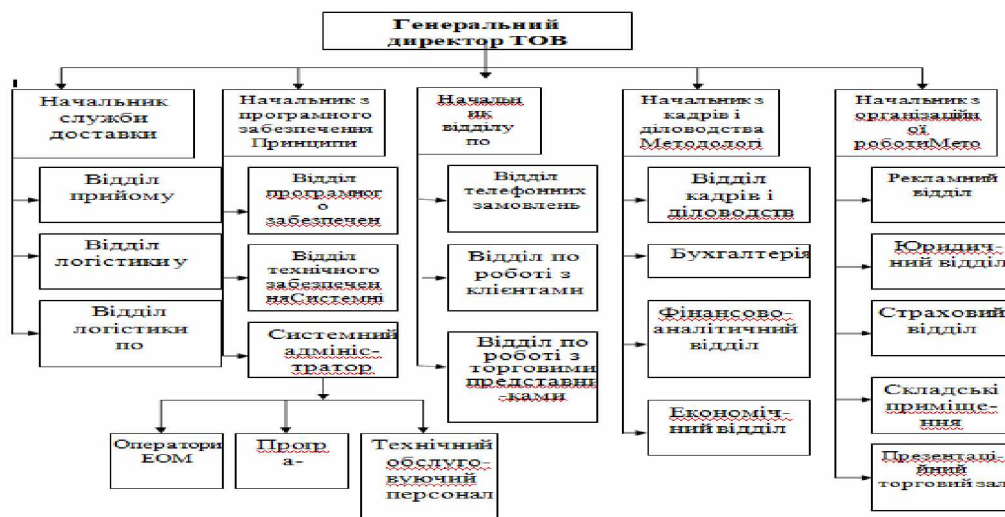 Генеральний
директор ТОВ
Начальник
служби
доставки
Начальник з
програмного
забезпечення
Принципи
Начальн
ик
відділу
по
Начальник з
кадрів і
діловодства
Методологі
Начальник з
організаційн
ої
роботиМето
Відділ
прийому
Відділ
логістики у
Відділ
логістики
по
Відділ
програмног
о
забезпечен
Відділ
технічного
забезпечен
няСистемні
Системний
адмініс-
тратор
Оператори
ЕОМ
Прогр
а-
Технічний
обслуго-
вуючий
персонал
Відділ
телефонних
замовлень
Відділ по
роботі з
клієнтами
Відділ по
роботі з
торговими
представни
-ками
Відділ
кадрів і
діловодств
Бухгалтерія
Фінансово-
аналітичний
відділ
Економіч-
ний відділ
Рекламний
відділ
Юридич-
ний відділ
Страховий
відділ
Складські
приміще-
ння
Презентаці-
йний
торговий зал